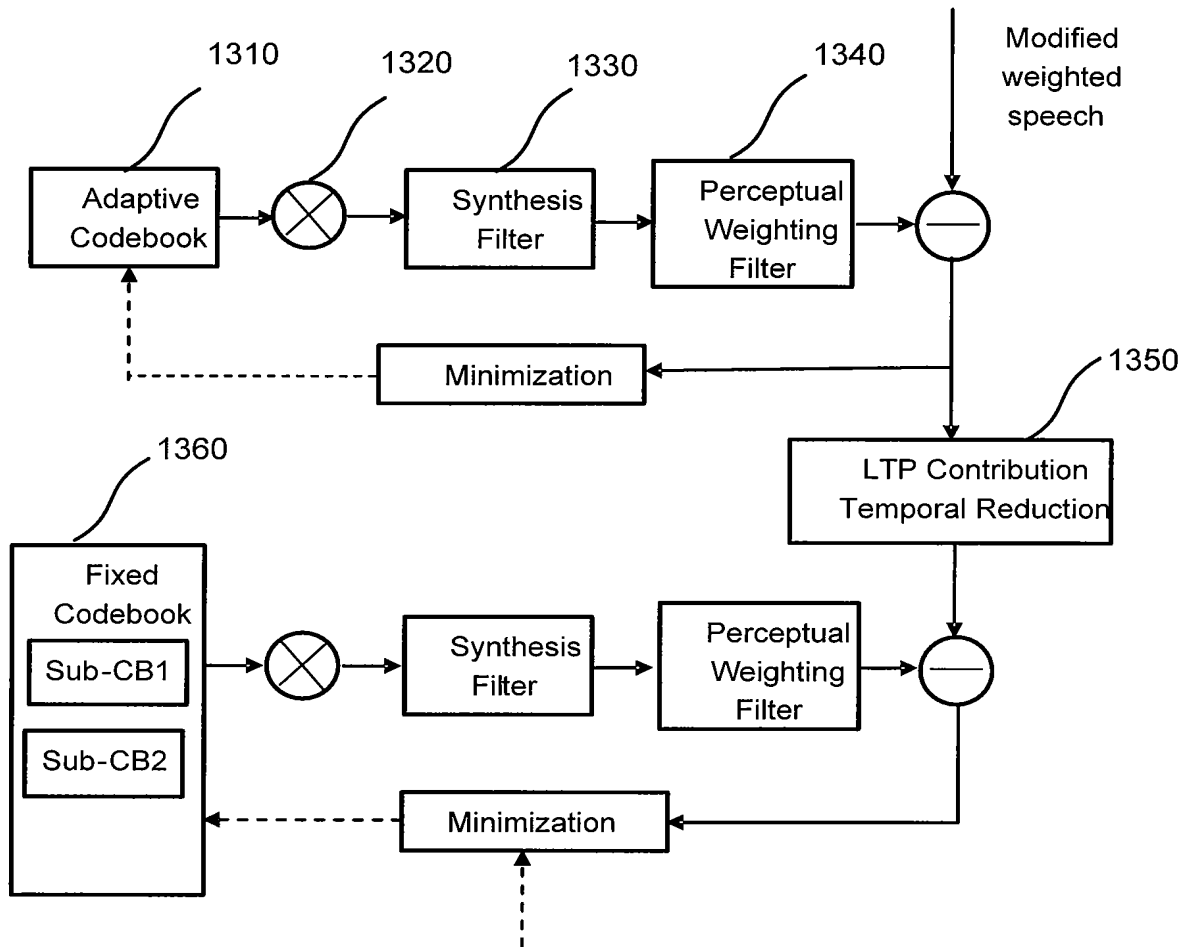 1310
1320
1330
1340
Modified
weighted
speech
Adaptive
Codebook
Synthesis
Filter
Perceptual
Weighting
Filter
Minimization
1350
LTP Contribution
Temporal Reduction
1360
Fixed
Codebook
Sub-CB1
Sub-CB2
Synthesis
Filter
Perceptual
Weighting
Filter
Minimization